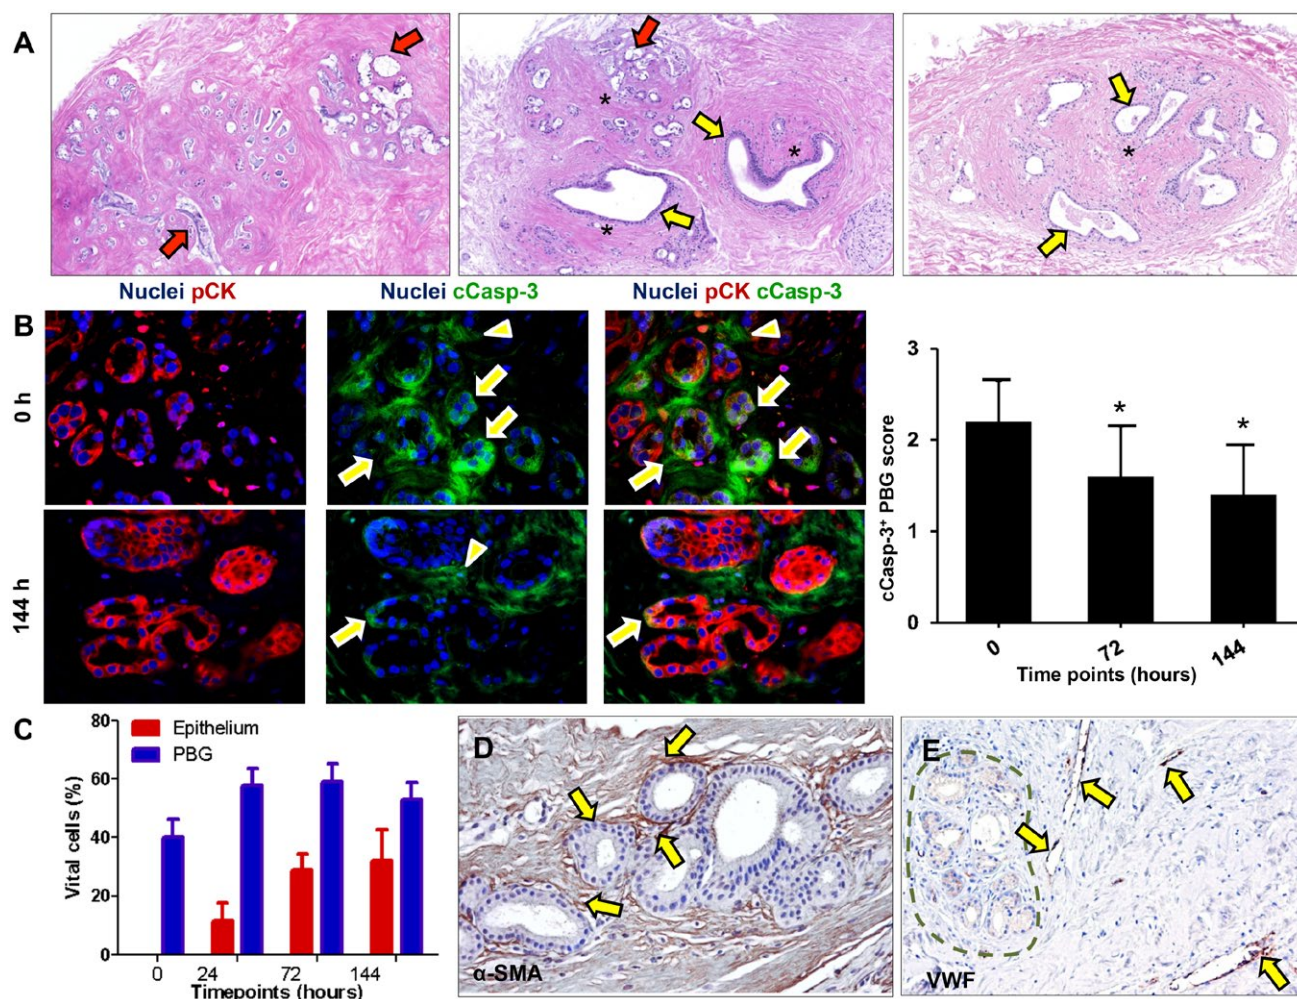 A
*
*
*
*
Nuclei pCK
Nuclei cCasp-3
Nuclei pCK cCasp-3
B
0 h
144 h
cCasp-3+ PBG score
3
2
1
0
*
*
0
72
144
Time points (hours)
C
Vital cells (%)
80
60
40
20
0
Epithelium
PBG
0
24
72
144
Timepoints (hours)
D
α-SMA
E
VWF